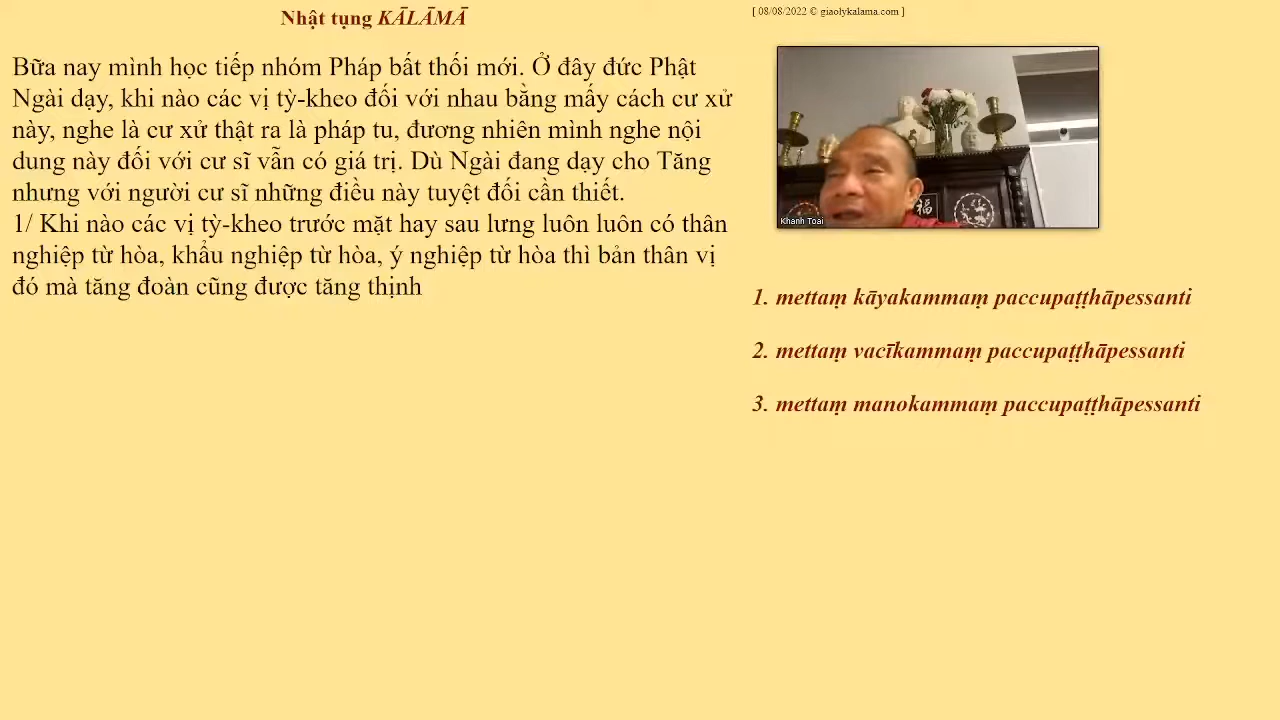 Nhật tụng KĀLĀMĀ
[ 08/08/2022 © giaolykalama.com ]
Bữa nay mình học tiếp nhóm Pháp bất thối mới. Ở đây đức Phật
Ngài dạy, khi nào các vị tỳ-kheo đối với nhau bằng mấy cách cư xử
này, nghe là cư xử thật ra là pháp tu, đương nhiên mình nghe nội
dung này đối với cư sĩ vẫn có giá trị. Dù Ngài đang dạy cho Tăng
nhưng với người cư sĩ những điều này tuyệt đối cần thiết.
1/ Khi nào các vị tỳ-kheo trước mặt hay sau lưng luôn luôn có thân
nghiệp từ hòa, khẩu nghiệp từ hòa, ý nghiệp từ hòa thì bản thân vị
đó mà tăng đoàn cũng được tăng thịnh
福
Khanh Toai
1. mettaṃ kāyakammaṃ paccupaṭṭhāpessanti
2. mettaṃ vacīkammaṃ paccupaṭṭhāpessanti
3. mettaṃ manokammaṃ paccupaṭṭhāpessanti